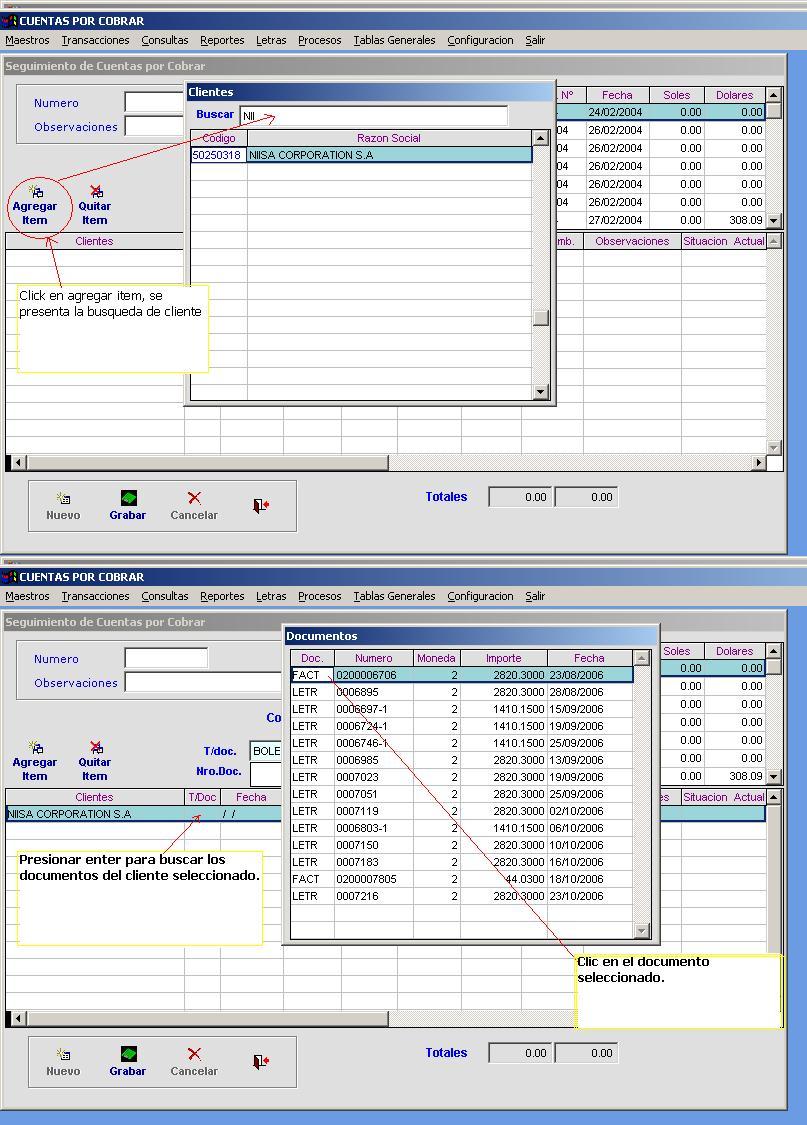 CUENTAS POR COBRAR
Maestros Transacciones Consultas Reportes Letras Procesos Tablas Generales Configuracion Salir
Seguimiento de Cuentas por Cobrar
Numero
Observaciones
Agregar Item
Quitar Item
Clientes
Buscar NII
Codigo Razon Social
50250318 NIISA CORPORATION S.A
Nº Fecha Soles Dolares
24/02/2004 0.00 0.00
04 26/02/2004 0.00 0.00
04 26/02/2004 0.00 0.00
04 26/02/2004 0.00 0.00
04 26/02/2004 0.00 0.00
04 26/02/2004 0.00 0.00
27/02/2004 0.00 308.09
Clientes mb. Observaciones Situacion Actual
Click en agregar item, se
presenta la busqueda de cliente
Totales 0.00 0.00
Nuevo Grabar Cancelar
CUENTAS POR COBRAR
Maestros Transacciones Consultas Reportes Letras Procesos Tablas Generales Configuracion Salir
Seguimiento de Cuentas por Cobrar
Numero
Observaciones
Co
Agregar Item
Quitar Item
T/doc. BOLE
Nro.Doc.
Documentos
Doc. Numero Moneda Importe Fecha
FACT 0200006706 2 2820.3000 23/08/2006
LETR 0006895 2 2820.3000 28/08/2006
LETR 0006697-1 2 1410.1500 15/09/2006
LETR 0006724-1 2 1410.1500 19/09/2006
LETR 0006746-1 2 1410.1500 25/09/2006
LETR 0006985 2 2820.3000 13/09/2006
LETR 0007023 2 2820.3000 19/09/2006
LETR 0007051 2 2820.3000 25/09/2006
LETR 0007119 2 2820.3000 02/10/2006
LETR 0006803-1 2 1410.1500 06/10/2006
LETR 0007150 2 2820.3000 10/10/2006
LETR 0007183 2 2820.3000 16/10/2006
FACT 0200007805 2 44.0300 18/10/2006
LETR 0007216 2 2820.3000 23/10/2006
Soles Dolares
0.00 0.00
0.00 0.00
0.00 0.00
0.00 0.00
0.00 0.00
0.00 0.00
0.00 308.09
Clientes T/Doc Fecha es Situacion Actual
NIISA CORPORATION S.A / /
Presionar enter para buscar los
documentos del cliente seleccionado.
Clic en el documento
seleccionado.
Totales 0.00 0.00
Nuevo Grabar Cancelar